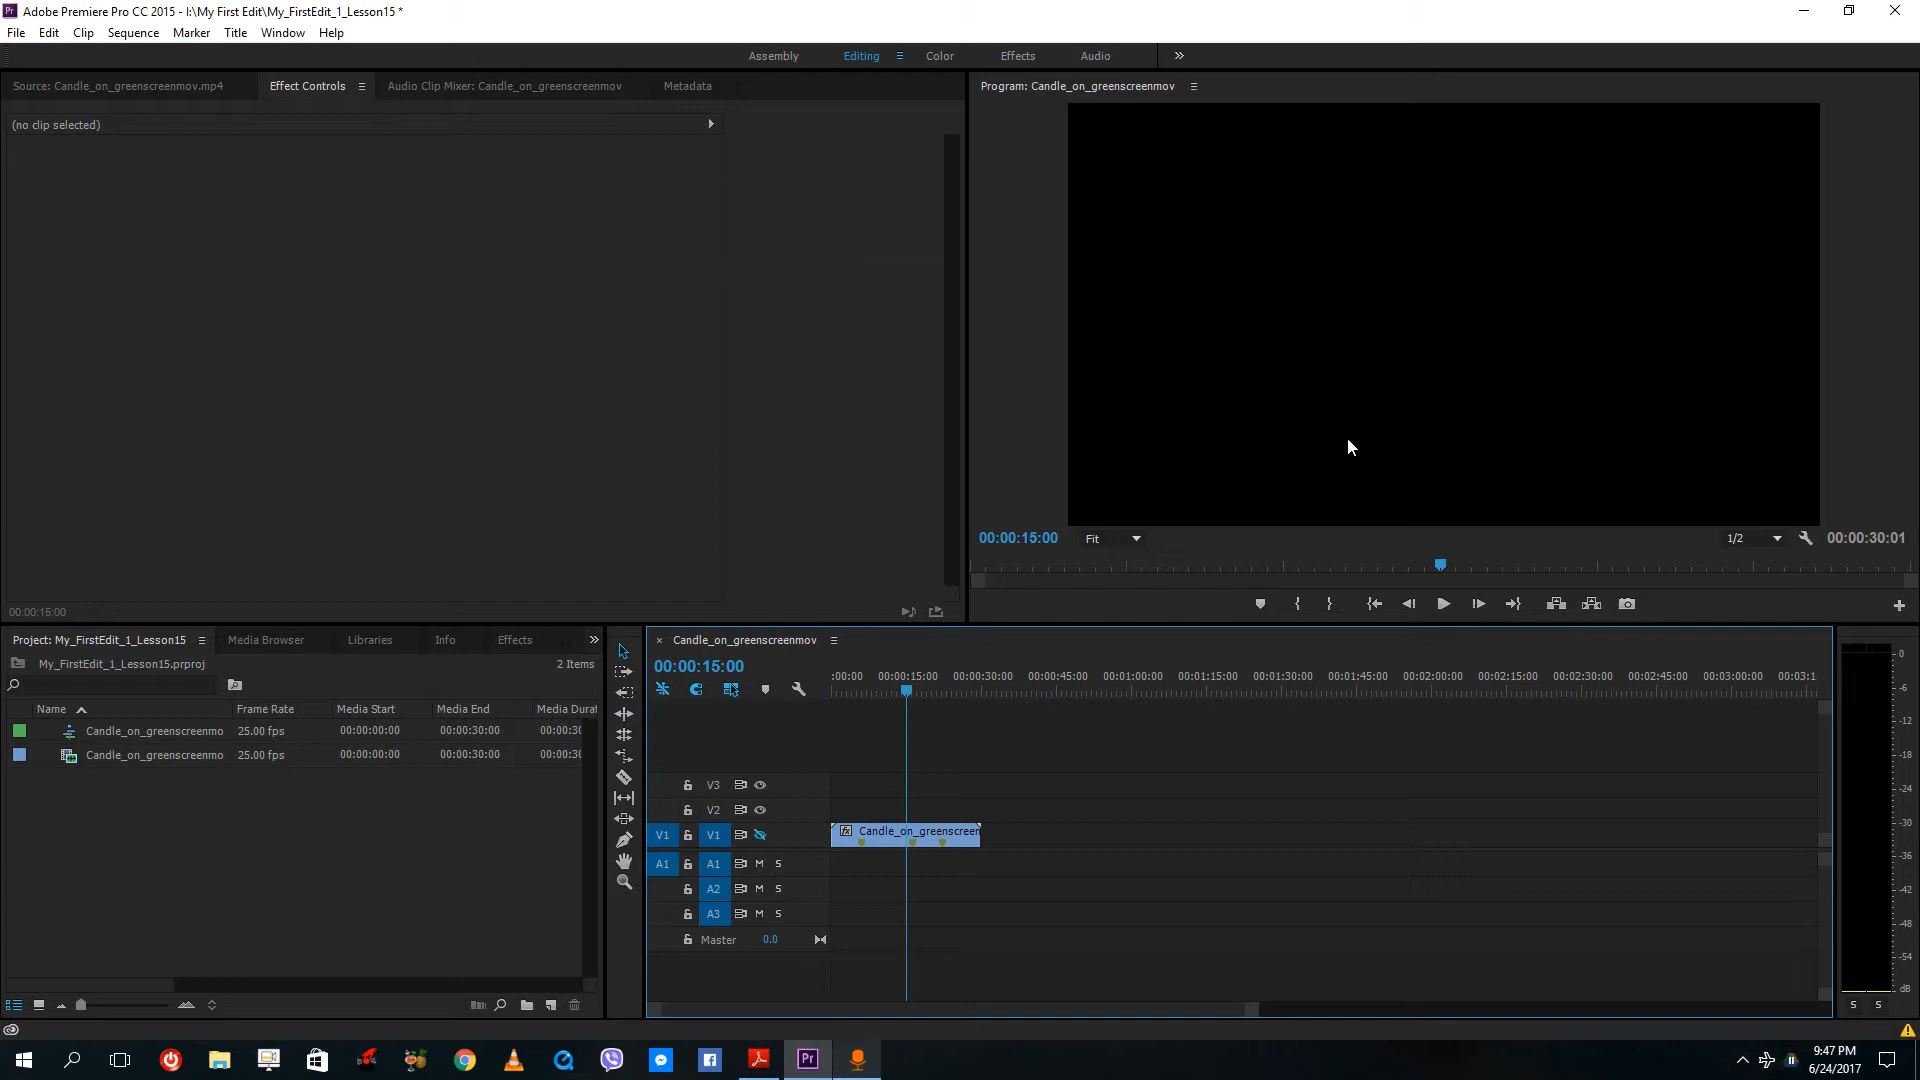 Adobe Premiere Pro CC 2015 - I:\My First Edit\My_FirstEdit_1_Lesson15 *
File Edit Clip Sequence Marker Title Window Help
Assembly Editing Color Effects Audio
Source: Candle_on_greenscreenmov.mp4 Effect Controls Audio Clip Mixer: Candle_on_greenscreenmov Metadata
Program: Candle_on_greenscreenmov
(no clip selected)
00:00:15:00 Fit 1/2 00:00:30:01
00:00:15:00
Project: My_FirstEdit_1_Lesson15 Media Browser Libraries Info Effects
My_FirstEdit_1_Lesson15.prproj 2 Items
Name Frame Rate Media Start Media End Media Durat
Candle_on_greenscreenmo 25.00 fps 00:00:00:00 00:00:30:00 00:00:30
Candle_on_greenscreenmo 25.00 fps 00:00:00:00 00:00:30:00 00:00:30
× Candle_on_greenscreenmov
00:00:15:00
:00:00 00:00:15:00 00:00:30:00 00:00:45:00 00:01:00:00 00:01:15:00 00:01:30:00 00:01:45:00 00:02:00:00 00:02:15:00 00:02:30:00 00:02:45:00 00:03:00:00 00:03:1
V3
V2
V1 V1 fx Candle_on_greenscreen
A1 A1 M S
A2 M S
A3 M S
Master 0.0
0
-6
-12
-18
-24
-30
-36
-42
-48
-54
dB
S S
Pr
9:47 PM
6/24/2017